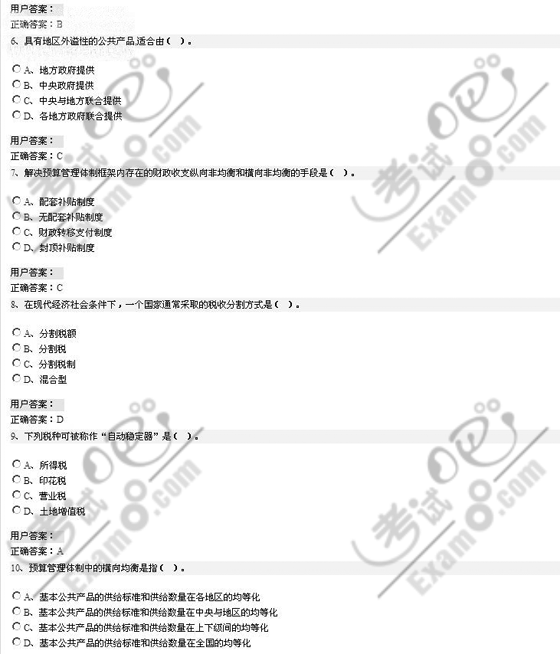 用户答案：
正确答案：B
6、具有地区外溢性的公共产品,适合由（ ）。
A、地方政府提供
B、中央政府提供
C、中央与地方联合提供
D、各地方政府联合提供
用户答案：
正确答案：C
7、解决预算管理体制框架内存在的财政收支纵向非均衡和横向非均衡的手段是（ ）。
A、配套补贴制度
B、无配套补贴制度
C、财政转移支付制度
D、封顶补贴制度
用户答案：
正确答案：C
8、在现代经济社会条件下，一个国家通常采取的税收分割方式是（ ）。
A、分割税额
B、分割税
C、分割税制
D、混合型
用户答案：
正确答案：D
9、下列税种可被称作“自动稳定器”是（ ）。
A、所得税
B、印花税
C、营业税
D、土地增值税
用户答案：
正确答案：A
10、预算管理体制中的横向均衡是指（ ）。
A、基本公共产品的供给标准和供给数量在各地区的均等化
B、基本公共产品的供给标准和供给数量在中央与地区的均等化
C、基本公共产品的供给标准和供给数量在上下级间的均等化
D、基本公共产品的供给标准和供给数量在全国的均等化
考试
Exam8.com
考试
Exam8.com
考试
Exam8.com
考试
Exam8.com